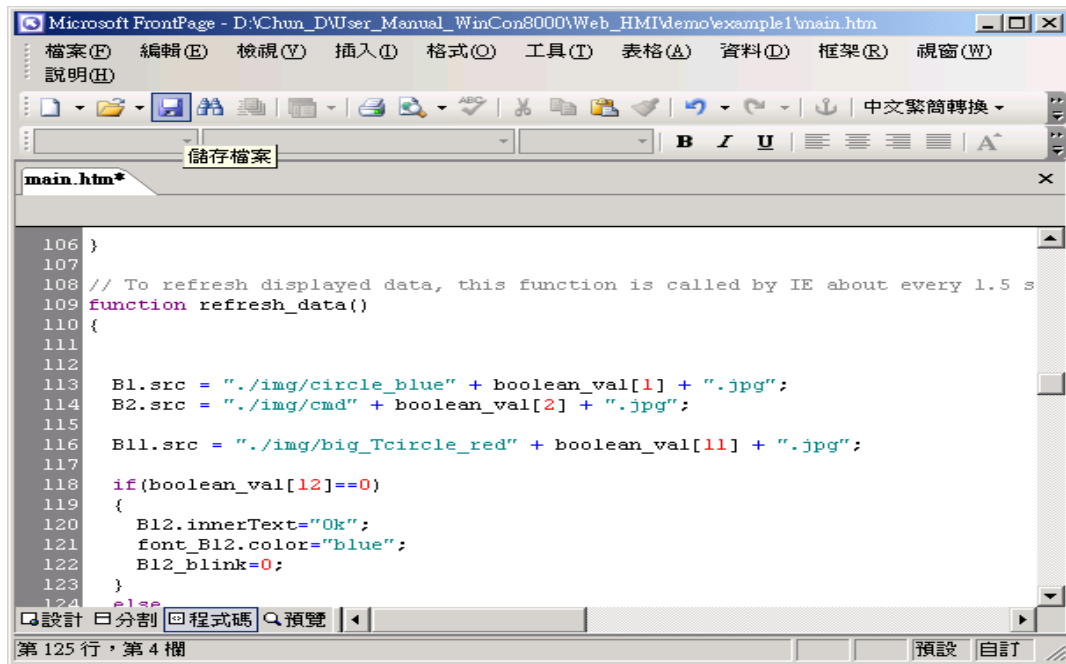 Microsoft FrontPage - D:\Chun_D\User_Manual_WinCon8000\Web_HMI\demo\example1\main.htm
檔案(F) 編輯(E) 檢視(V) 插入(I) 格式(O) 工具(T) 表格(A) 資料(D) 框架(R) 視窗(W)
說明(H)
中文繁簡轉換
B I U A
儲存檔案
main.htm*
106 }
107
108 // To refresh displayed data, this function is called by IE about every 1.5 s
109 function refresh_data()
110 {
111
112
113 B1.src = "./img/circle_blue" + boolean_val[1] + ".jpg";
114 B2.src = "./img/cmd" + boolean_val[2] + ".jpg";
115
116 B11.src = "./img/big_Tcircle_red" + boolean_val[11] + ".jpg";
117
118 if(boolean_val[12]==0)
119 {
120 B12.innerText="Ok";
121 font_B12.color="blue";
122 B12_blink=0;
123 }
124 else
設計 分割 程式碼 預覽
第 125 行，第 4 欄 預設 自訂